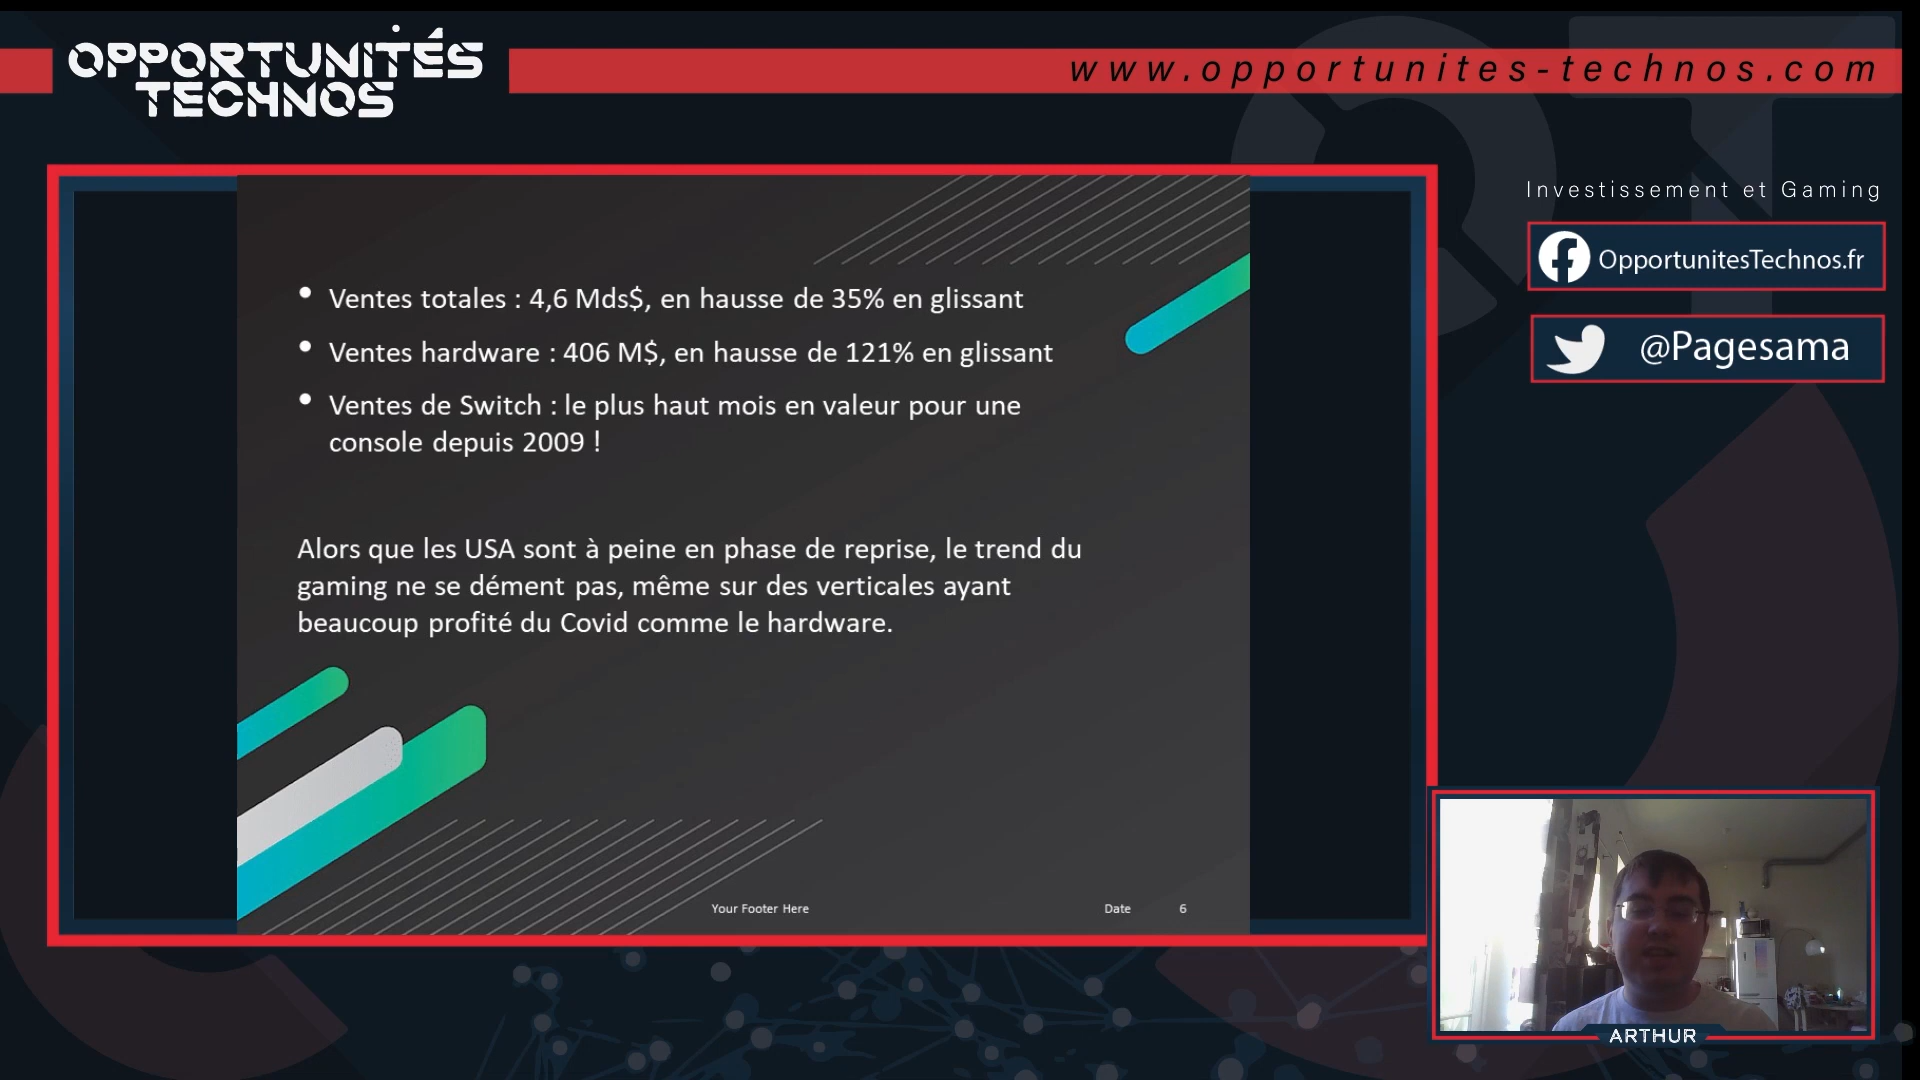 OPPORTUNITÉS
TECHNOS
www.opportunites-technos.com
Investissement et Gaming
OpportunitesTechnos.fr
@Pagesama
• Ventes totales : 4,6 Mds$, en hausse de 35% en glissant
• Ventes hardware : 406 M$, en hausse de 121% en glissant
• Ventes de Switch : le plus haut mois en valeur pour une
console depuis 2009 !
Alors que les USA sont à peine en phase de reprise, le trend du
gaming ne se dément pas, même sur des verticales ayant
beaucoup profité du Covid comme le hardware.
Your Footer Here
Date
6
ARTHUR